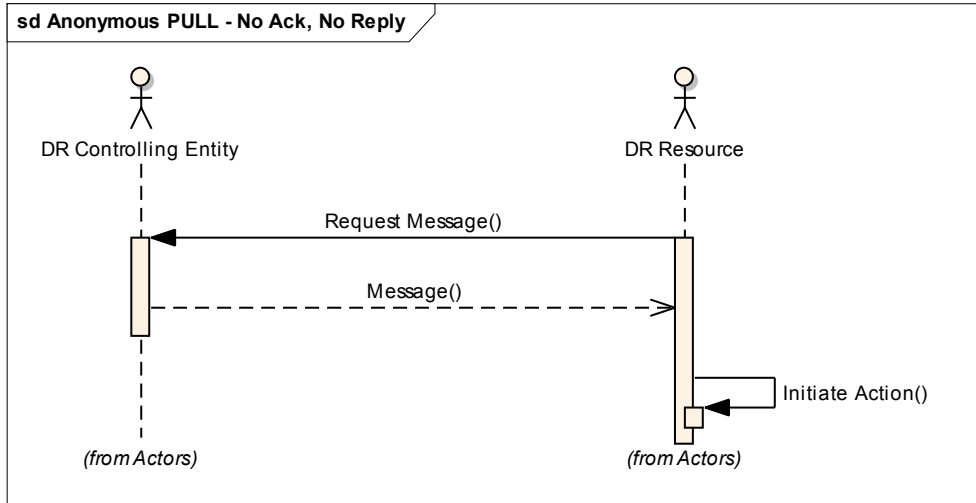 sd Anonymous PULL - No Ack, No Reply
DR Controlling Entity
DR Resource
Request Message()
Message()
Initiate Action()
(from Actors)
(from Actors)